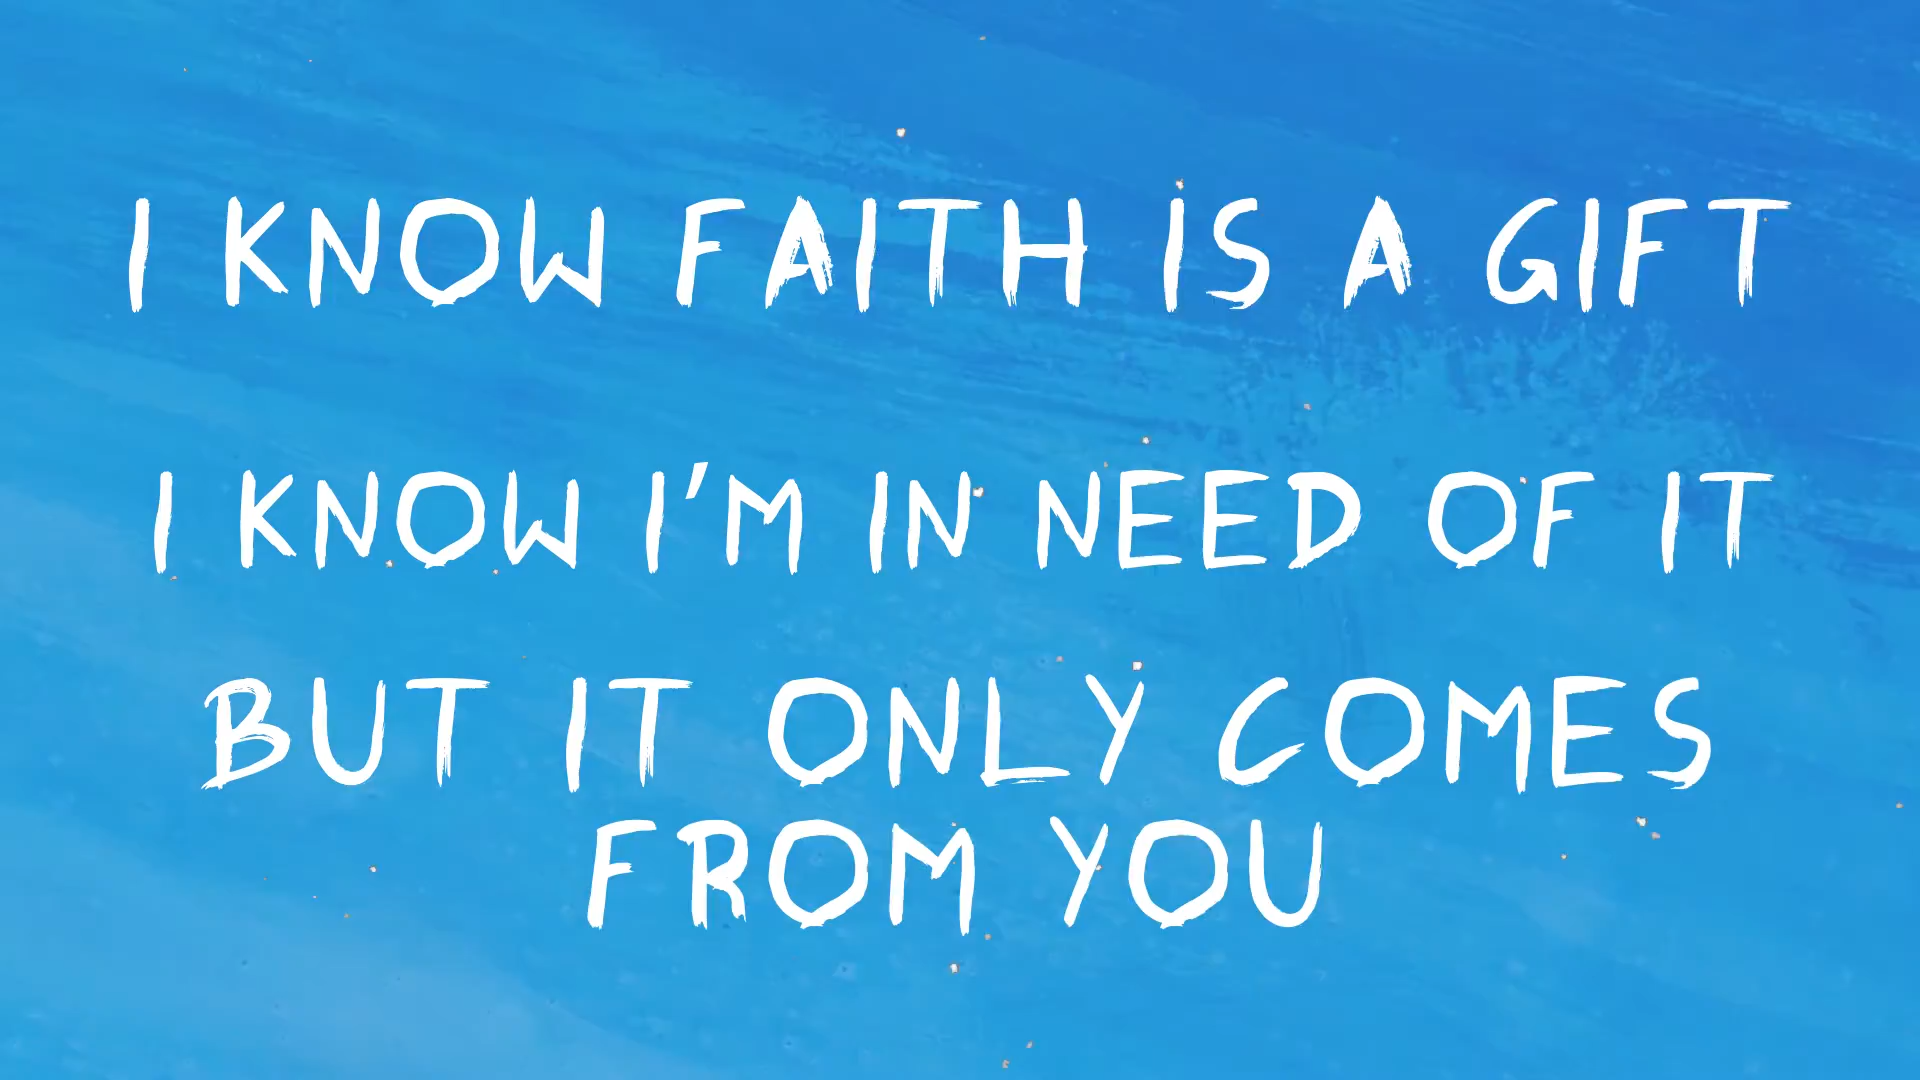 I KNOW FAITH IS A GIFT
I KNOW I'M IN NEED OF IT
BUT IT ONLY COMES
FROM YOU